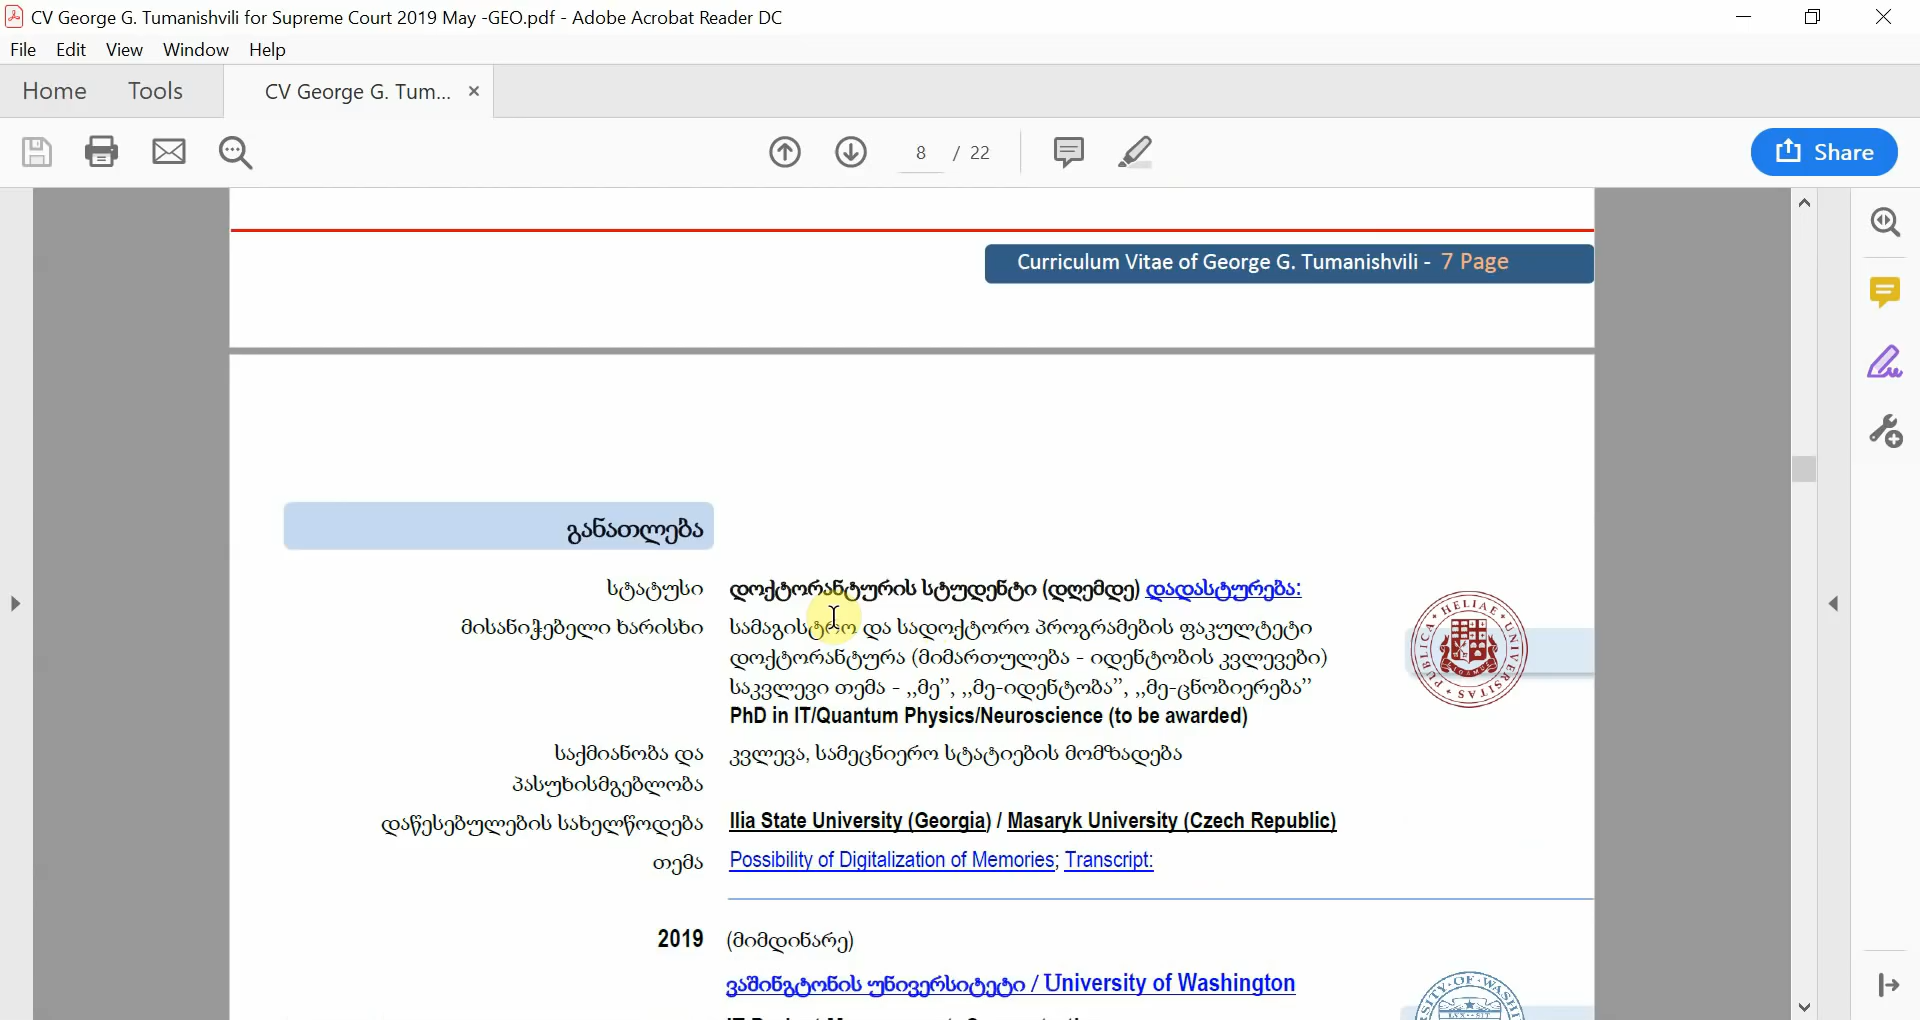 CV George G. Tumanishvili for Supreme Court 2019 May -GEO.pdf - Adobe Acrobat Reader DC
File Edit View Window Help
Home Tools CV George G. Tum... ×
8 / 22
Share
Curriculum Vitae of George G. Tumanishvili - 7 Page
განათლება
სტატუსი დოქტორანტურის სტუდენტი (დღემდე) დადასტურება:
მისანიჭებელი ხარისხი სამაგისტრო და სადოქტორო პროგრამების ფაკულტეტი
დოქტორანტურა (მიმართულება - იდენტობის კვლევები)
საკვლევი თემა - ,,მე”, ,,მე-იდენტობა”, ,,მე-ცნობიერება”
PhD in IT/Quantum Physics/Neuroscience (to be awarded)
საქმიანობა და კვლევა, სამეცნიერო სტატიების მომზადება
პასუხისმგებლობა
დაწესებულების სახელწოდება Ilia State University (Georgia) / Masaryk University (Czech Republic)
თემა Possibility of Digitalization of Memories; Transcript:
HELIAE UNIVERSITAS PUBLICA
2019 (მიმდინარე)
ვაშინგტონის უნივერსიტეტი / University of Washington